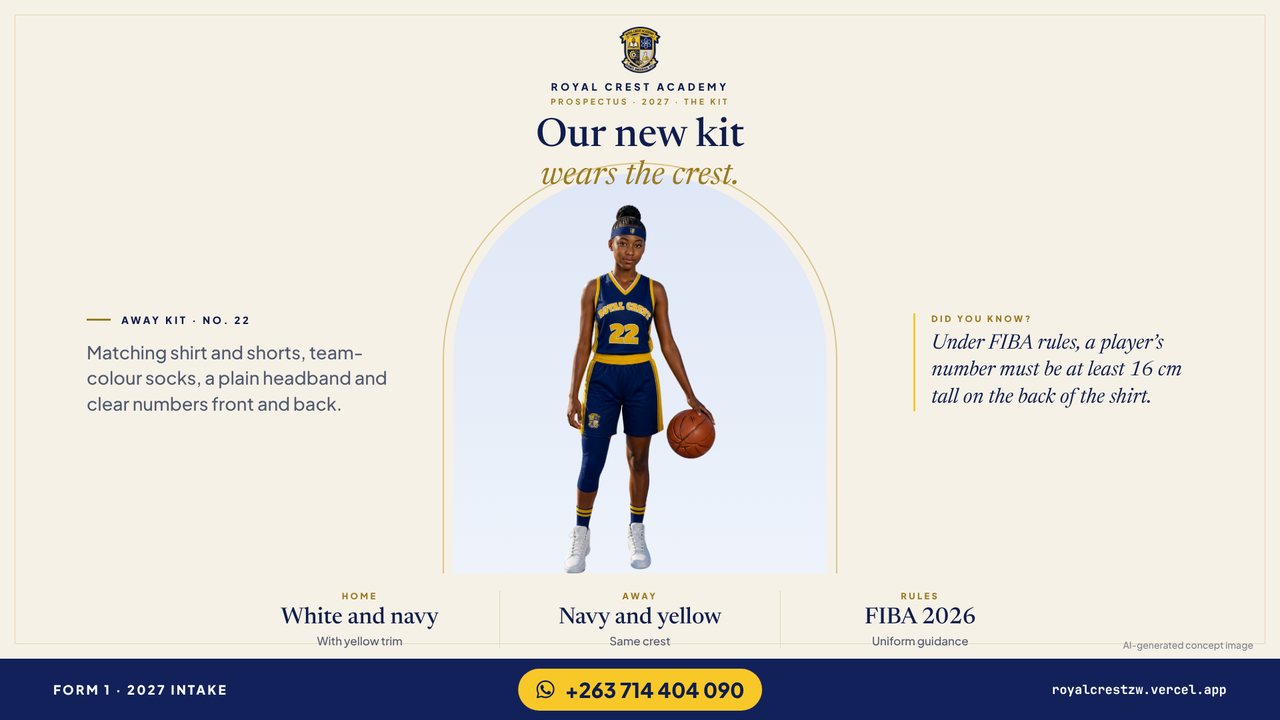 ROYAL CREST ACADEMY
PROSPECTUS · 2027 · THE KIT
Our new kit
wears the crest.
AWAY KIT · NO. 22
Matching shirt and shorts, team-
colour socks, a plain headband and
clear numbers front and back.
ROYAL CREST
22
DID YOU KNOW?
Under FIBA rules, a player’s
number must be at least 16 cm
tall on the back of the shirt.
HOME
White and navy
With yellow trim
AWAY
Navy and yellow
Same crest
RULES
FIBA 2026
Uniform guidance
AI-generated concept image
FORM 1 · 2027 INTAKE
+263 714 404 090
royalcrestzw.vercel.app